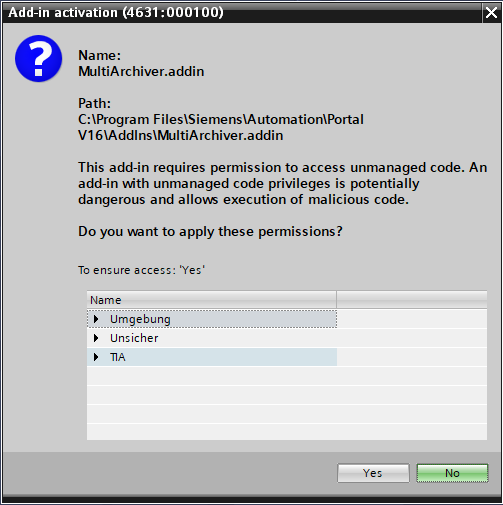 Add-in activation (4631:000100)
Name:
MultiArchiver.addin
Path:
C:\Program Files\Siemens\Automation\Portal
V16\AddIns\MultiArchiver.addin
This add-in requires permission to access unmanaged code. An
add-in with unmanaged code privileges is potentially
dangerous and allows execution of malicious code.
Do you want to apply these permissions?
To ensure access: 'Yes'
Name
Umgebung
Unsicher
TIA
Yes No